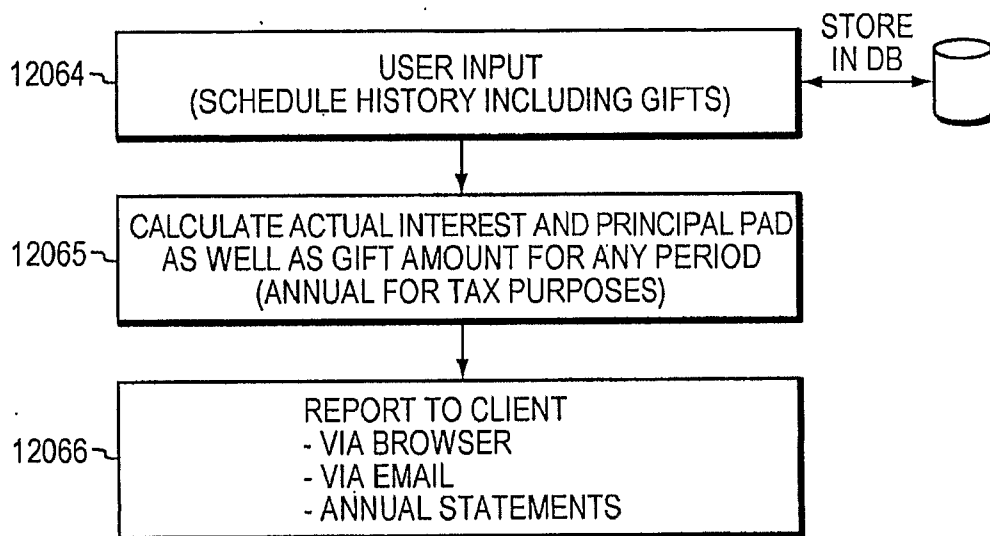 STORE
IN DB
12064
USER INPUT
(SCHEDULE HISTORY INCLUDING GIFTS)
12065
CALCULATE ACTUAL INTEREST AND PRINCIPAL PAD
AS WELL AS GIFT AMOUNT FOR ANY PERIOD
(ANNUAL FOR TAX PURPOSES)
12066
REPORT TO CLIENT
- VIA BROWSER
- VIA EMAIL
- ANNUAL STATEMENTS